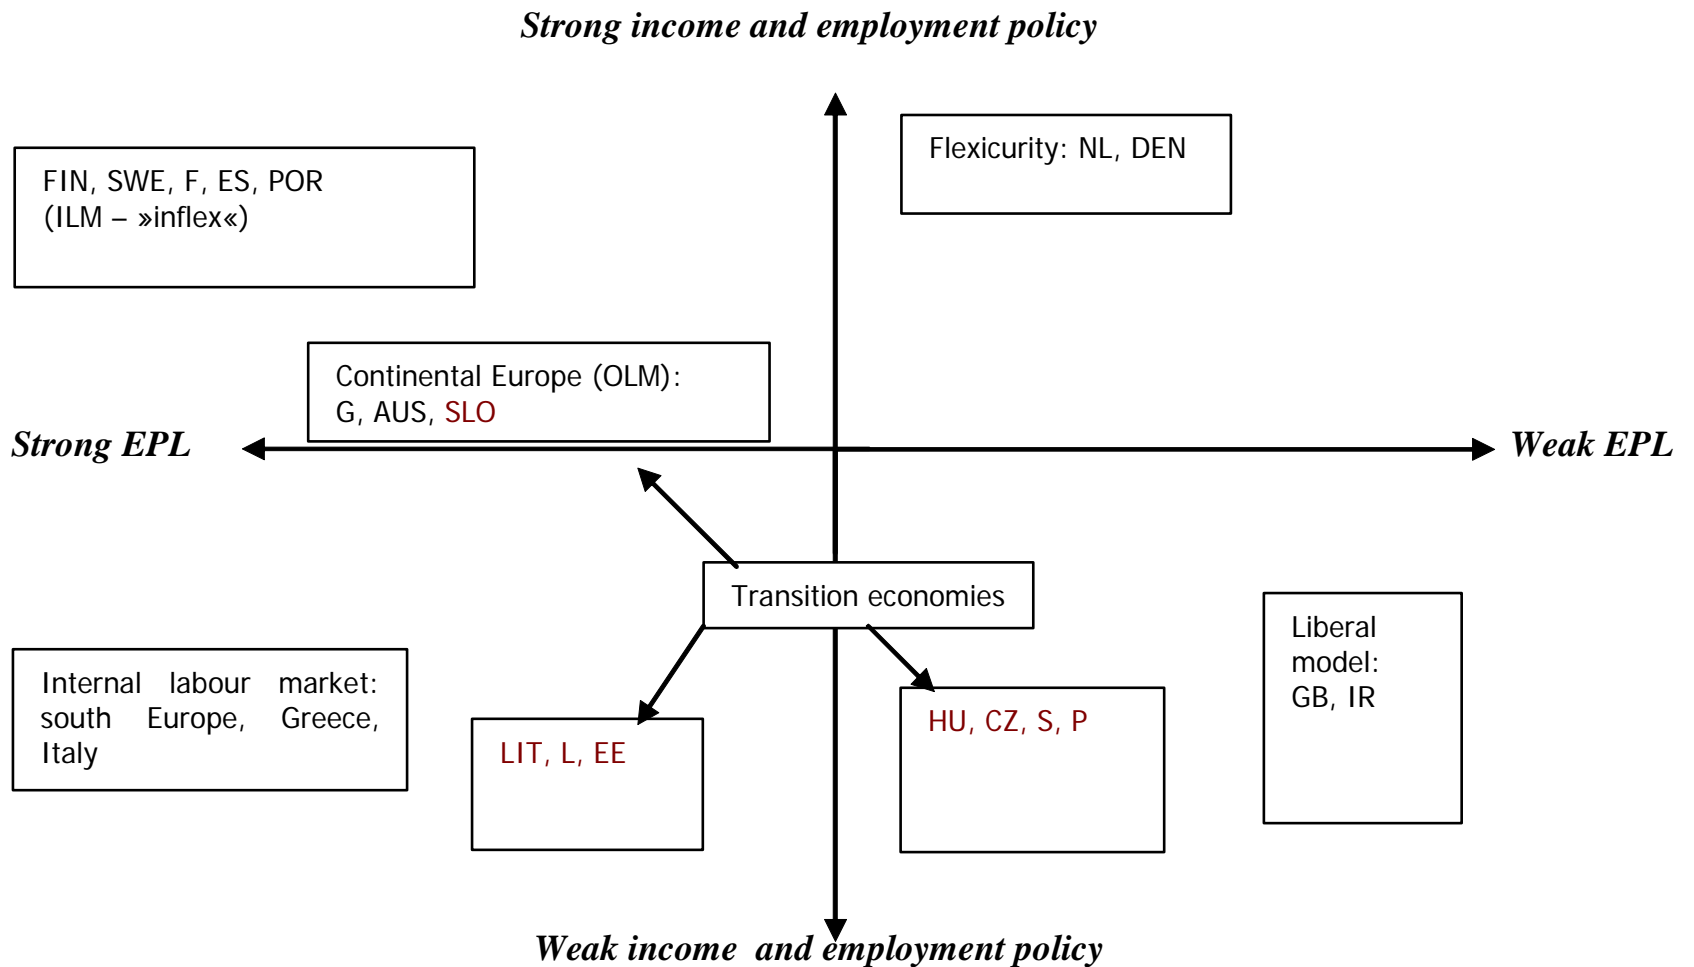 Strong income and employment policy
Flexicurity: NL, DEN
FIN, SWE, F, ES, POR
(ILM – »inflex«)
Continental Europe (OLM):
G, AUS, SLO
Strong EPL
Weak EPL
Transition economies
Liberal
model:
GB, IR
Internal labour market:
south Europe, Greece,
Italy
LIT, L, EE
HU, CZ, S, P
Weak income and employment policy